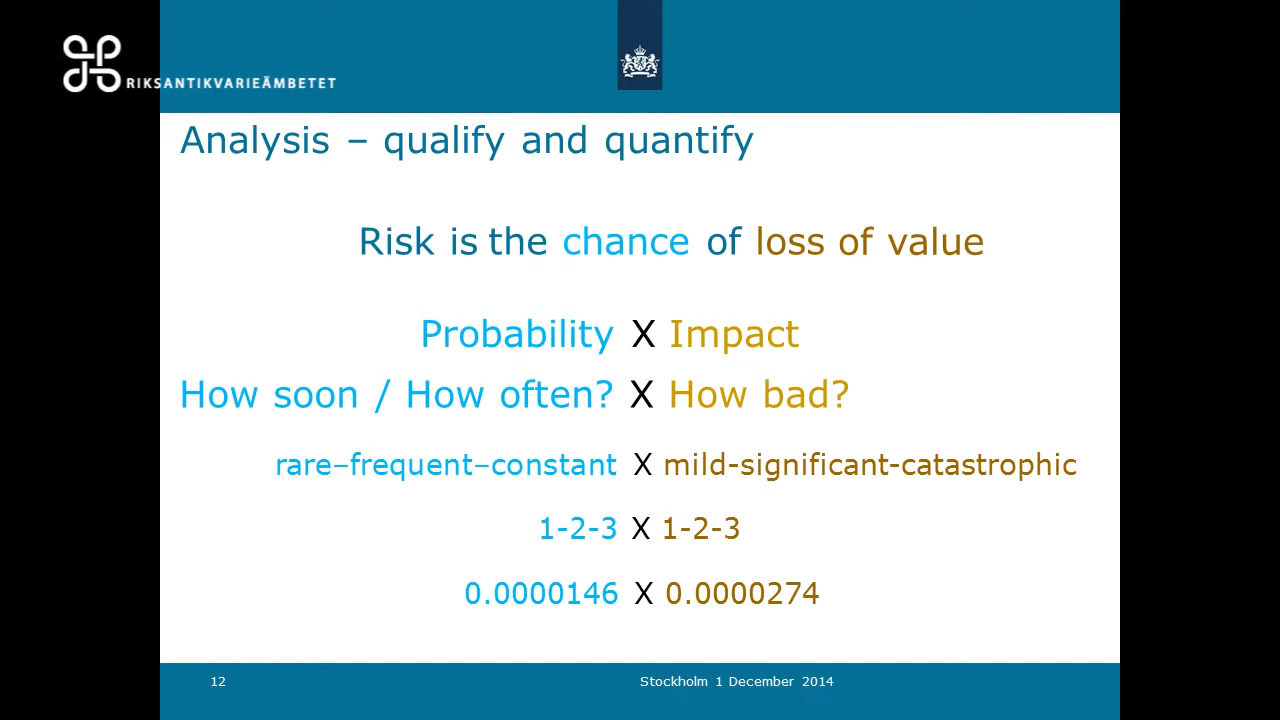 RIKSANTIKVARIEÄMBETET
Analysis – qualify and quantify
Risk is the chance of loss of value
Probability X Impact
How soon / How often? X How bad?
rare–frequent–constant X mild-significant-catastrophic
1-2-3 X 1-2-3
0.0000146 X 0.0000274
12 Stockholm 1 December 2014